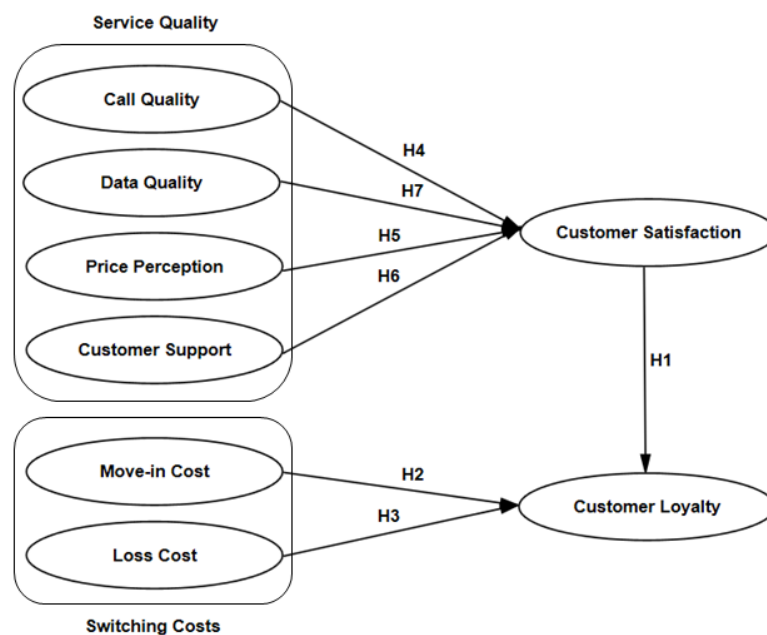 Service Quality
Call Quality
H4
Data Quality
H7
Customer Satisfaction
H5
Price Perception
H6
Customer Support
H1
Move-in Cost
H2
Customer Loyalty
H3
Loss Cost
Switching Costs